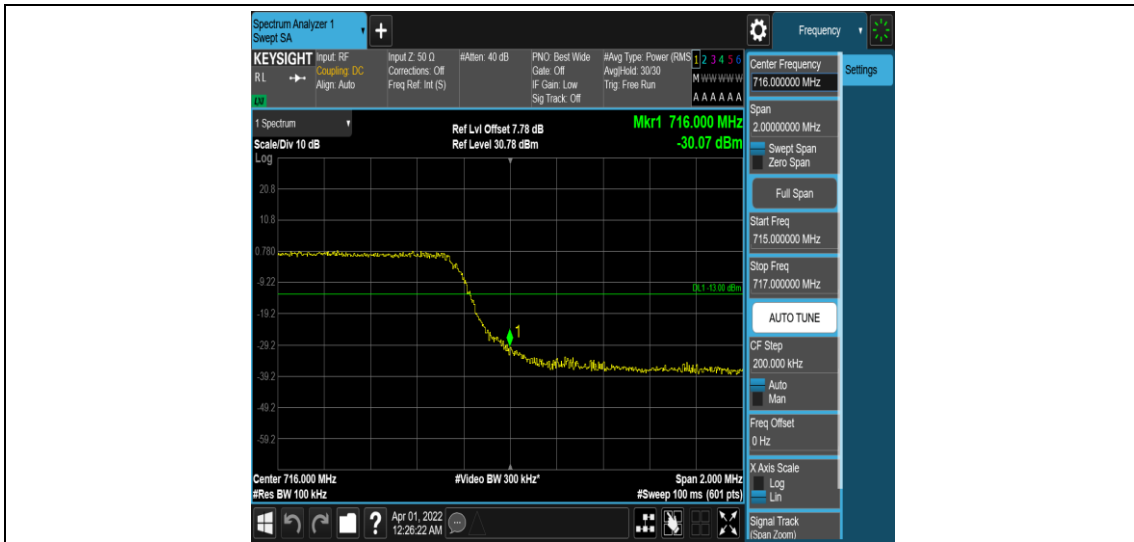 Spectrum Analyzer 1
Swept SA
+
Frequency
KEYSIGHT
RL
LXI
Input: RF
Coupling: DC
Align: Auto
Input Z: 50 Ω
Corrections: Off
Freq Ref: Int (S)
#Atten: 40 dB
PNO: Best Wide
Gate: Off
IF Gain: Low
Sig Track: Off
#Avg Type: Power (RMS
Avg|Hold: 30/30
Trig: Free Run
1 2 3 4 5 6
M W W W W W
A A A A A A
1 Spectrum
Scale/Div 10 dB
Ref Lvl Offset 7.78 dB
Ref Level 30.78 dBm
Mkr1 716.000 MHz
-30.07 dBm
Log
20.8
10.8
0.780
-9.22
DL1 -13.00 dBm
-19.2
1
-29.2
-39.2
-49.2
-59.2
Center 716.000 MHz
#Video BW 300 kHz*
Span 2.000 MHz
#Res BW 100 kHz
#Sweep 100 ms (601 pts)
Center Frequency
716.000000 MHz
Settings
Span
2.00000000 MHz
Swept Span
Zero Span
Full Span
Start Freq
715.000000 MHz
Stop Freq
717.000000 MHz
AUTO TUNE
CF Step
200.000 kHz
Auto
Man
Freq Offset
0 Hz
X Axis Scale
Log
Lin
Signal Track
(Span Zoom)
?
Apr 01, 2022
12:26:22 AM